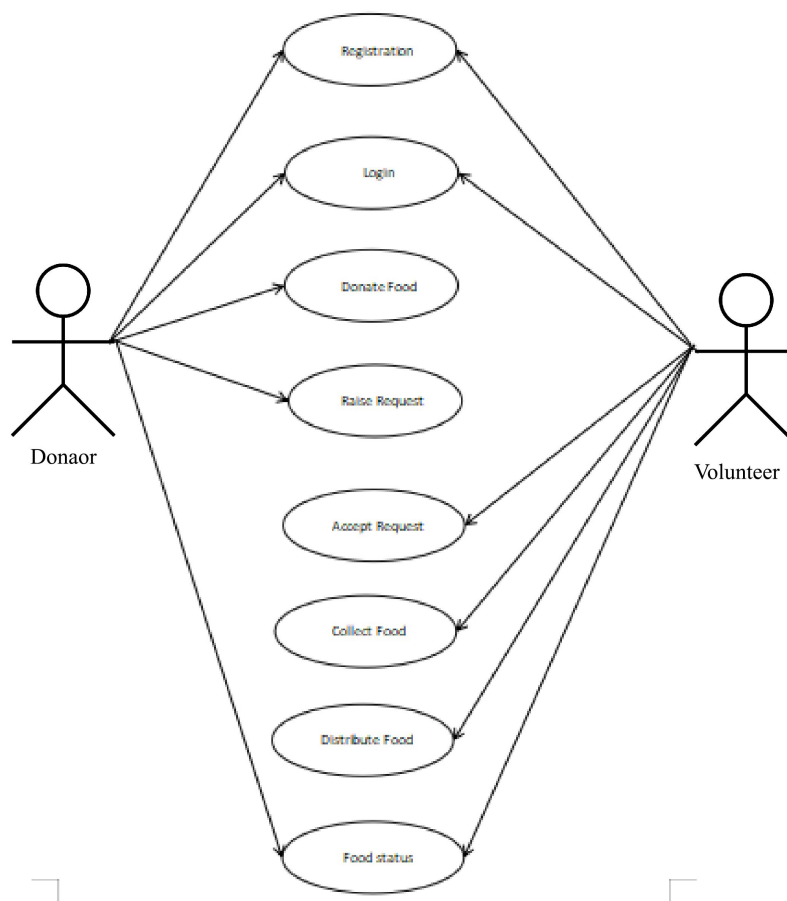 Registration
Login
Donate Food
Raise Request
Donaor
Volunteer
Accept Request
Collect Food
Distribute Food
Food status